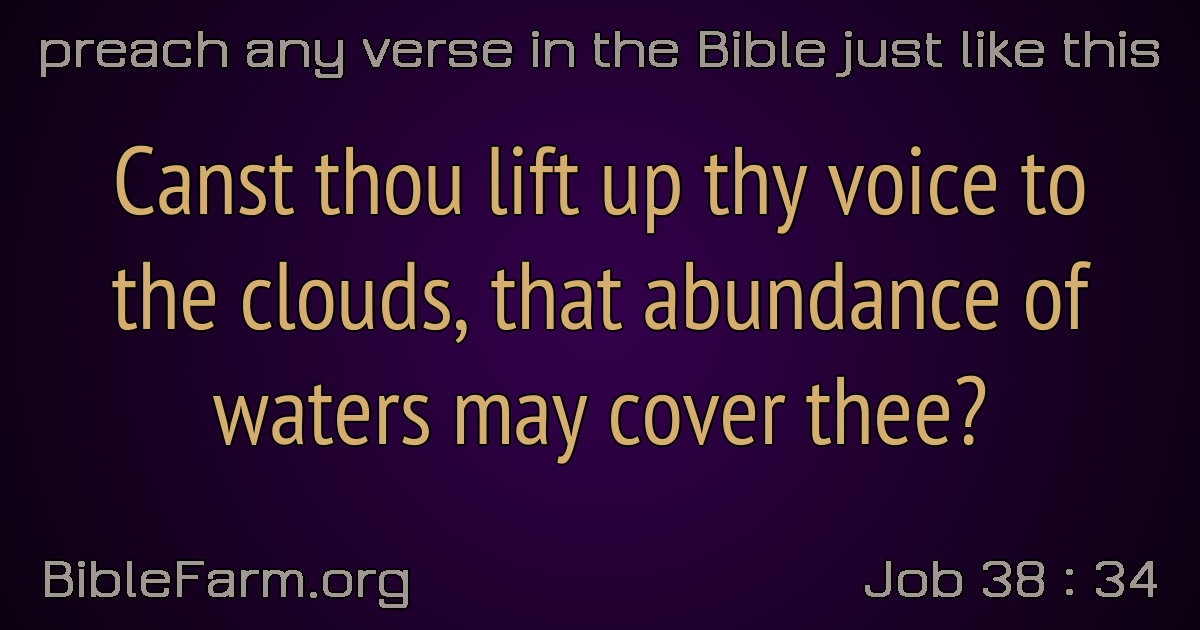 preach any verse in the Bible just like this
Canst thou lift up thy voice to
the clouds, that abundance of
waters may cover thee?
BibleFarm.org
Job 38 : 34